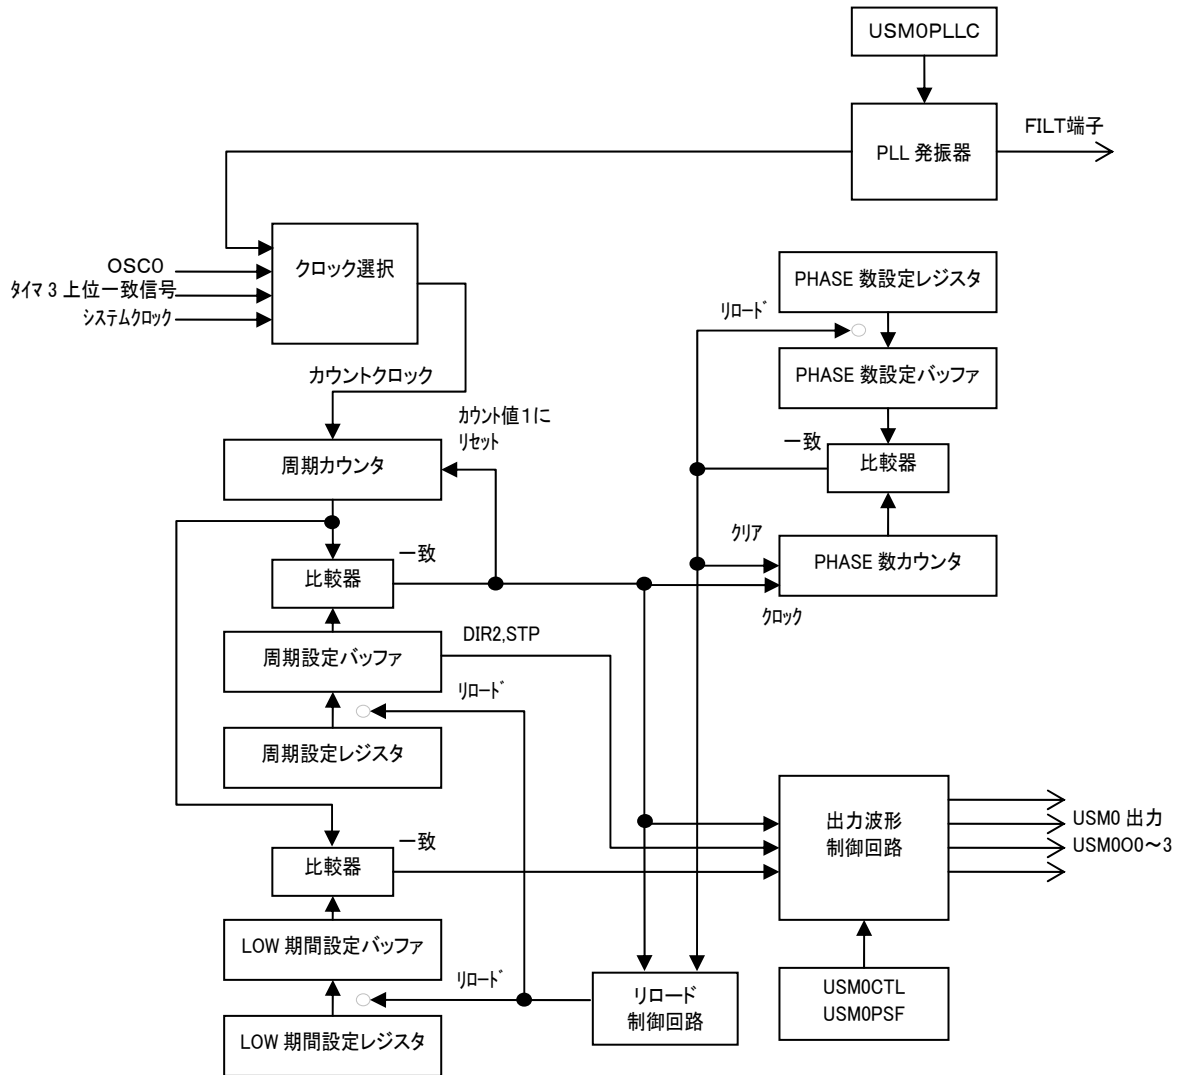 USM0PLLC
FILT端子
PLL 発振器
クロック選択
OSC0
タイマ 3 上位一致信号
システムクロック
PHASE 数設定レジスタ
リロード
カウントクロック
PHASE 数設定バッファ
カウント値1に
リセット
一致
比較器
周期カウンタ
クリア
一致
PHASE 数カウンタ
比較器
クロック
DIR2,STP
周期設定バッファ
リロード
周期設定レジスタ
出力波形
制御回路
USM0 出力
USM0O0～3
一致
比較器
LOW 期間設定バッファ
リロード
リロード
制御回路
USM0CTL
USM0PSF
LOW 期間設定レジスタ